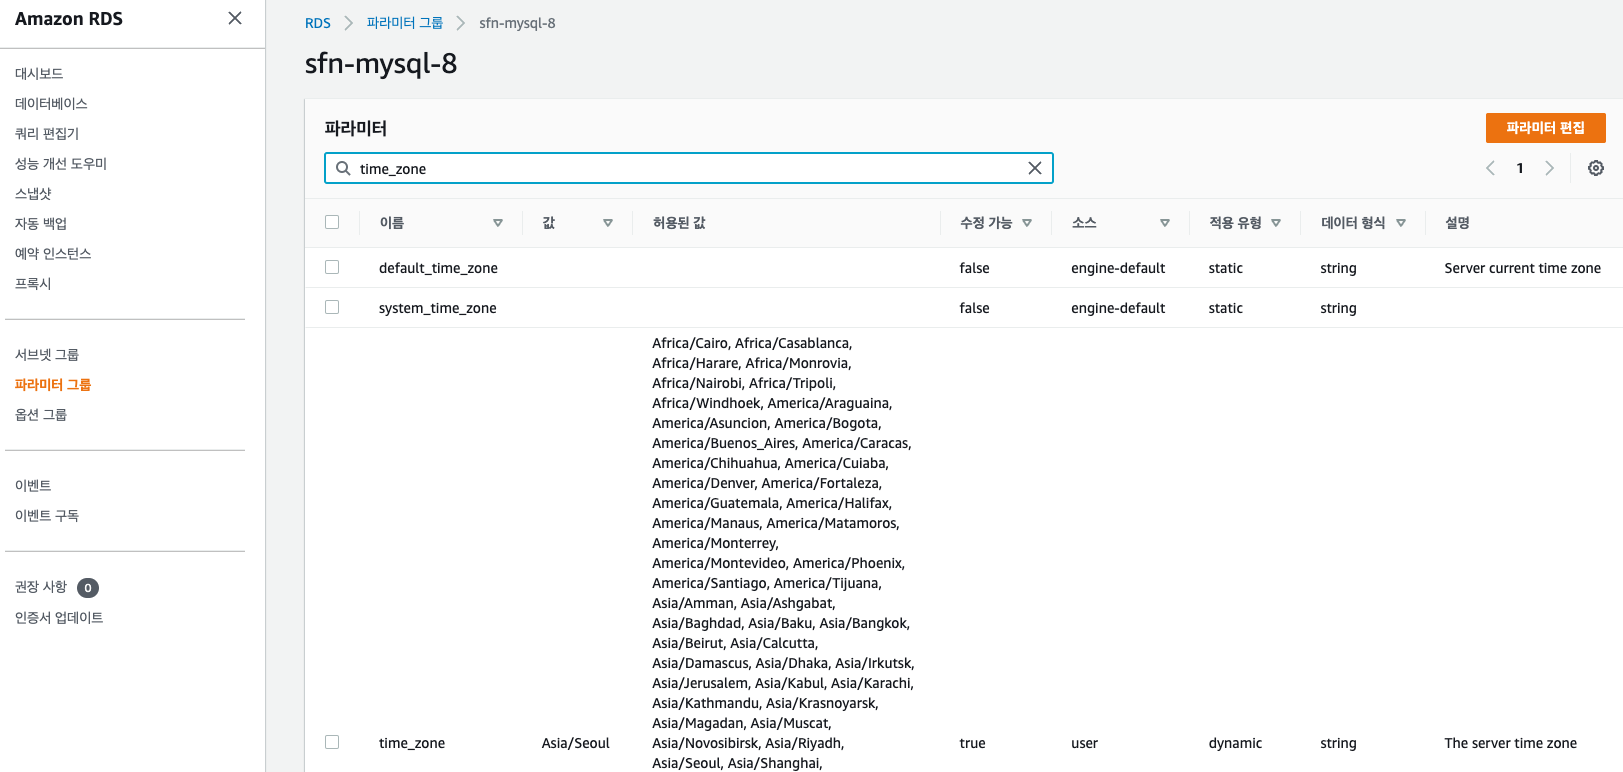 Amazon RDS
대시보드
데이터베이스
쿼리 편집기
성능 개선 도우미
스냅샷
자동 백업
예약 인스턴스
프록시
서브넷 그룹
파라미터 그룹
옵션 그룹
이벤트
이벤트 구독
권장 사항 0
인증서 업데이트
RDS 파라미터 그룹 sfn-mysql-8
sfn-mysql-8
파라미터
파라미터 편집
time_zone
1
이름 값 허용된 값 수정 가능 소스 적용 유형 데이터 형식 설명
default_time_zone false engine-default static string Server current time zone
system_time_zone false engine-default static string
Africa/Cairo, Africa/Casablanca,
Africa/Harare, Africa/Monrovia,
Africa/Nairobi, Africa/Tripoli,
Africa/Windhoek, America/Araguaina,
America/Asuncion, America/Bogota,
America/Buenos_Aires, America/Caracas,
America/Chihuahua, America/Cuiaba,
America/Denver, America/Fortaleza,
America/Guatemala, America/Halifax,
America/Manaus, America/Matamoros,
America/Monterrey,
America/Montevideo, America/Phoenix,
America/Santiago, America/Tijuana,
Asia/Amman, Asia/Ashgabat,
Asia/Baghdad, Asia/Baku, Asia/Bangkok,
Asia/Beirut, Asia/Calcutta,
Asia/Damascus, Asia/Dhaka, Asia/Irkutsk,
Asia/Jerusalem, Asia/Kabul, Asia/Karachi,
Asia/Kathmandu, Asia/Krasnoyarsk,
Asia/Magadan, Asia/Muscat,
time_zone Asia/Seoul Asia/Novosibirsk, Asia/Riyadh, true user dynamic string The server time zone
Asia/Seoul, Asia/Shanghai,